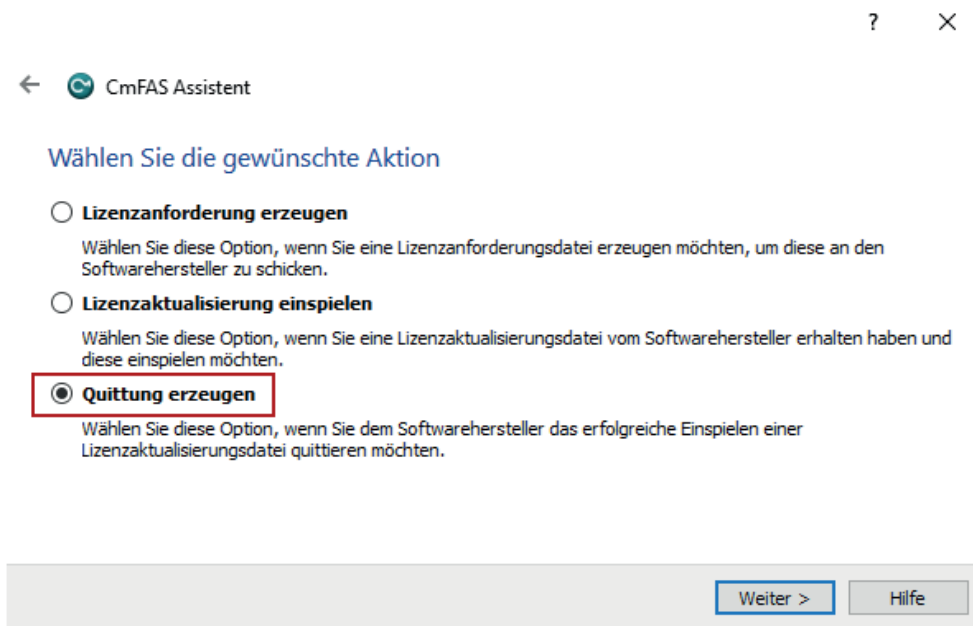 ?
CmFAS Assistent
Wählen Sie die gewünschte Aktion
Lizenzanforderung erzeugen
Wählen Sie diese Option, wenn Sie eine Lizenzanforderungsdatei erzeugen möchten, um diese an den
Softwarehersteller zu schicken.
Lizenzaktualisierung einspielen
Wählen Sie diese Option, wenn Sie eine Lizenzaktualisierungsdatei vom Softwarehersteller erhalten haben und
diese einspielen möchten.
Quittung erzeugen
Wählen Sie diese Option, wenn Sie dem Softwarehersteller das erfolgreiche Einspielen einer
Lizenzaktualisierungsdatei quittieren möchten.
Weiter > Hilfe